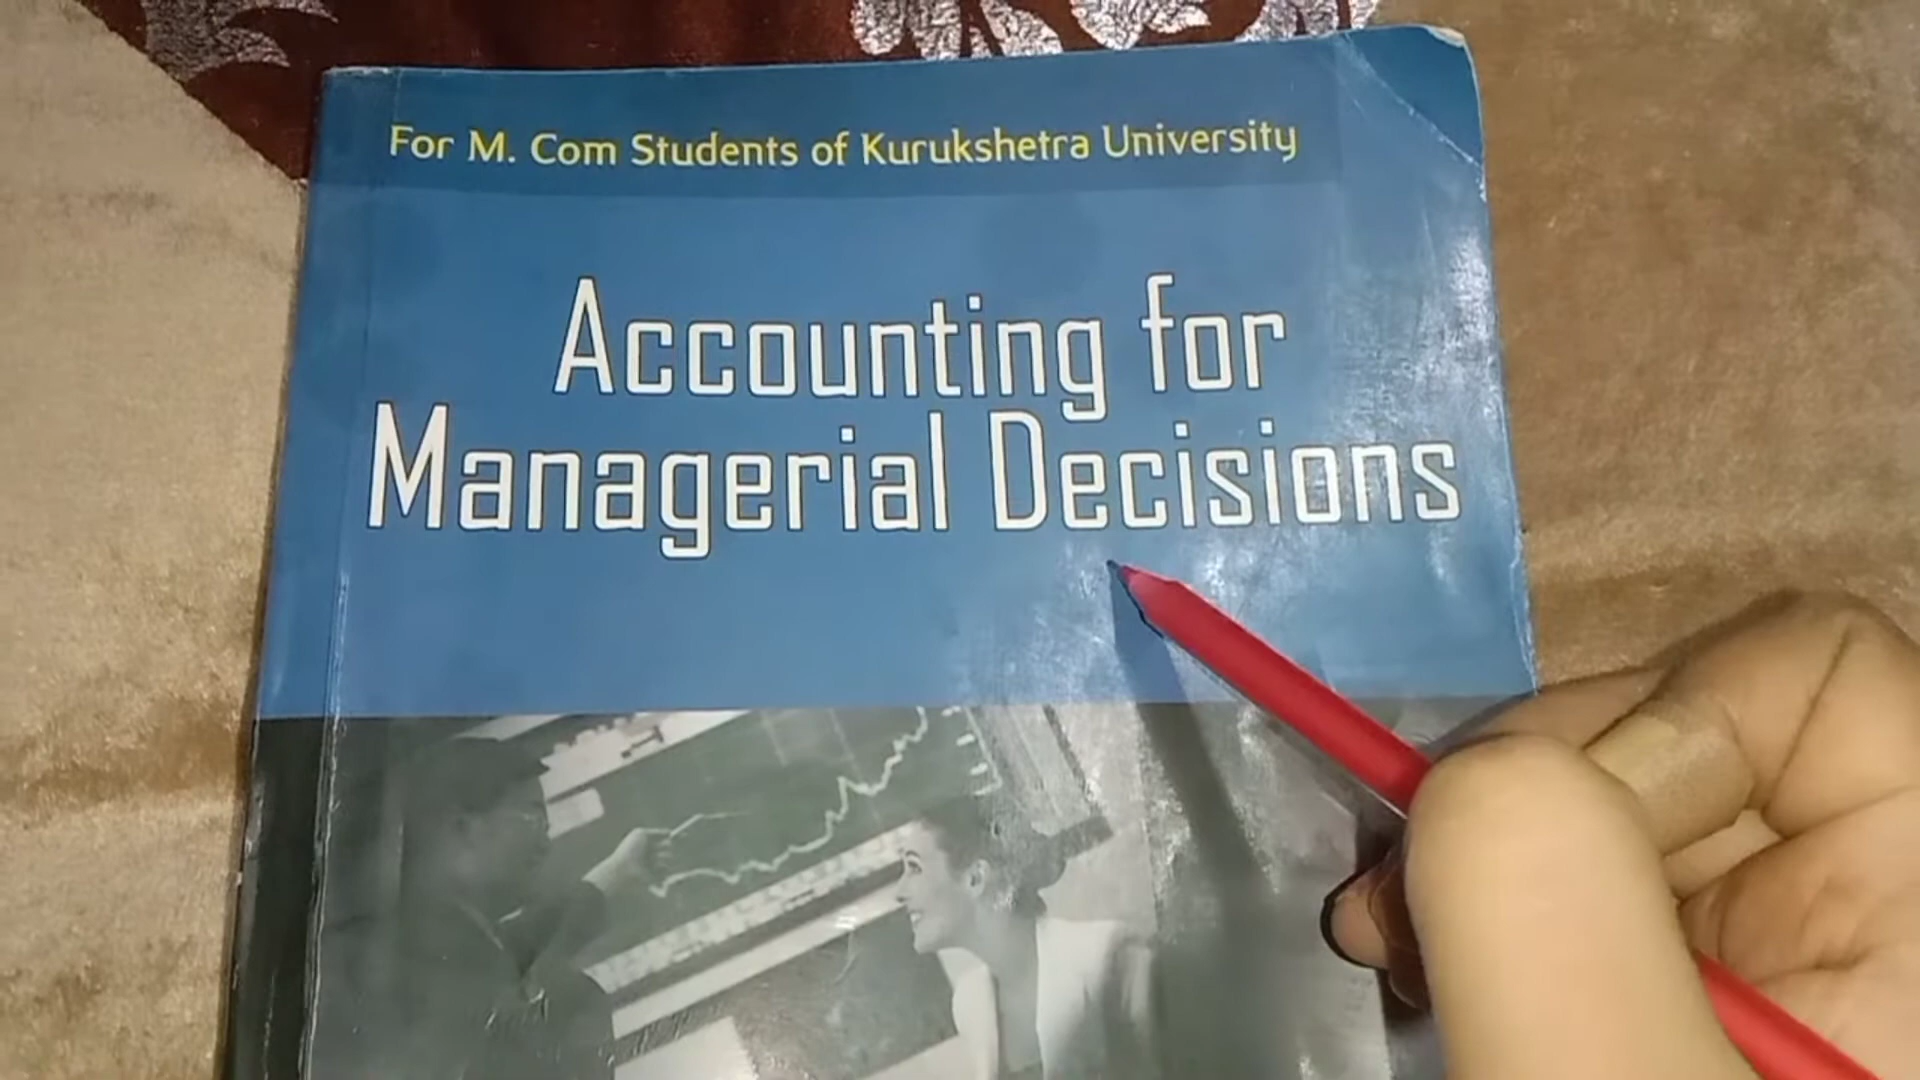 For M. Com Students of Kurukshetra University
Accounting for
Managerial Decisions